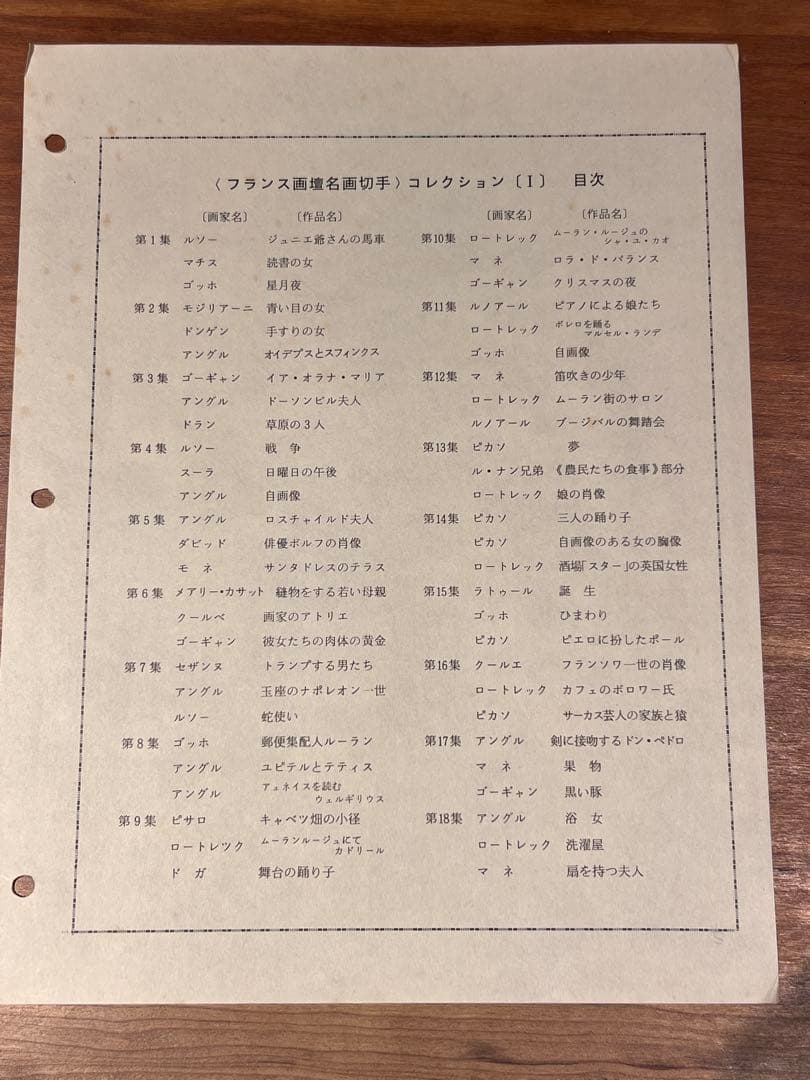 〈フランス画壇名画切手〉コレクション〔Ｉ〕 目次
〔画家名〕 〔作品名〕
第1集 ルソー ジュニエ爺さんの馬車
マチス 読書の女
ゴッホ 星月夜
第2集 モジリアーニ 青い目の女
ドンゲン 手すりの女
アングル オイデプスとスフィンクス
第3集 ゴーギャン イア・オラナ・マリア
アングル ドーソンビル夫人
ドラン 草原の3人
第4集 ルソー 戦争
スーラ 日曜日の午後
アングル 自画像
第5集 アングル ロスチャイルド夫人
ダビッド 俳優ボルフの肖像
モネ サンタドレスのテラス
第6集 メアリー・カサット 縫物をする若い母親
クールベ 画家のアトリエ
ゴーギャン 彼女たちの肉体の黄金
第7集 セザンヌ トランプする男たち
アングル 玉座のナポレオン一世
ルソー 蛇使い
第8集 ゴッホ 郵便集配人ルーラン
アングル ユピテルとテティス
アングル アェネイスを読む
ウェルギリウス
第9集 ピサロ キャベツ畑の小径
ロートレツク ムーランルージュにて
カドリール
ドガ 舞台の踊り子
〔画家名〕 〔作品名〕
第10集 ロートレック ムーラン・ルージュの
シャ・ユ・カオ
マネ ロラ・ド・バランス
ゴーギャン クリスマスの夜
第11集 ルノアール ピアノによる娘たち
ロートレック ボレロを踊る
マルセル・ランデ
ゴッホ 自画像
第12集 マネ 笛吹きの少年
ロートレック ムーラン街のサロン
ルノアール ブージバルの舞踏会
第13集 ピカソ 夢
ル・ナン兄弟 《農民たちの食事》部分
ロートレック 娘の肖像
第14集 ピカソ 三人の踊り子
ピカソ 自画像のある女の胸像
ロートレック 酒場「スター」の英国女性
第15集 ラトゥール 誕生
ゴッホ ひまわり
ピカソ ピエロに扮したポール
第16集 クールエ フランソワ一世の肖像
ロートレック カフェのボロワー氏
ピカソ サーカス芸人の家族と猿
第17集 アングル 剣に接吻するドン・ペドロ
マネ 果物
ゴーギャン 黒い豚
第18集 アングル 浴女
ロートレック 洗濯屋
マネ 扇を持つ夫人